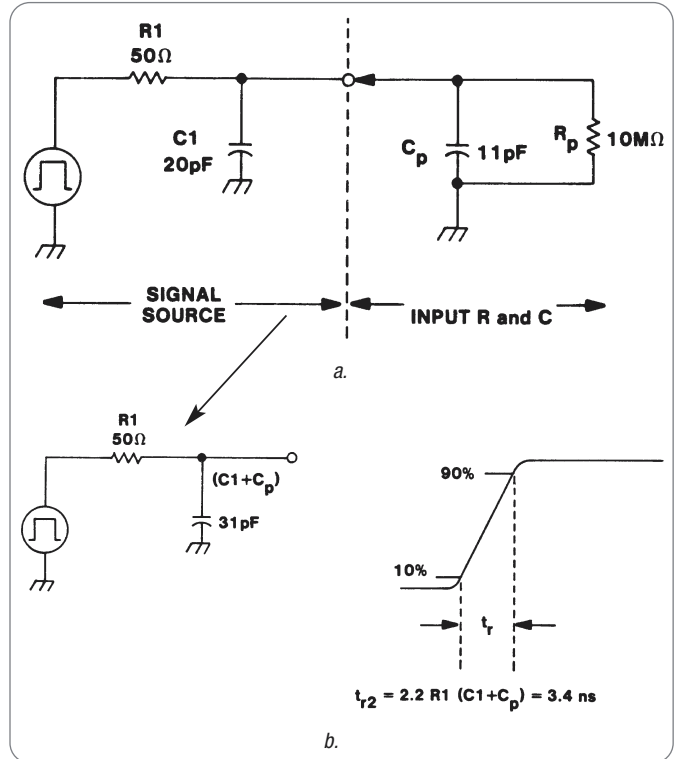 R1
50Ω
C1
20pF
Cp
11pF
Rp
10MΩ
SIGNAL
SOURCE
INPUT R and C
a.
R1
50Ω
(C1+Cp)
31pF
90%
10%
tr
tr2 = 2.2 R1 (C1+Cp) = 3.4 ns
b.